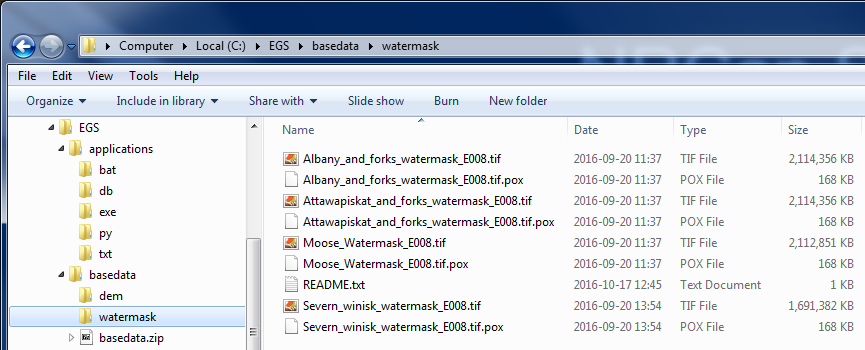 Computer Local (C:) EGS basedata watermask
File Edit View Tools Help
Organize Include in library Share with Slide show Burn New folder
EGS
applications
bat
db
exe
py
txt
basedata
dem
watermask
basedata.zip
Name Date Type Size
Albany_and_forks_watermask_E008.tif 2016-09-20 11:37 TIF File 2,114,356 KB
Albany_and_forks_watermask_E008.tif.pox 2016-09-20 11:37 POX File 168 KB
Attawapiskat_and_forks_watermask_E008.tif 2016-09-20 11:37 TIF File 2,114,356 KB
Attawapiskat_and_forks_watermask_E008.tif.pox 2016-09-20 11:37 POX File 168 KB
Moose_Watermask_E008.tif 2016-09-20 11:37 TIF File 2,112,851 KB
Moose_Watermask_E008.tif.pox 2016-09-20 11:37 POX File 168 KB
README.txt 2016-10-17 12:45 Text Document 1 KB
Severn_winisk_watermask_E008.tif 2016-09-20 13:54 TIF File 1,691,382 KB
Severn_winisk_watermask_E008.tif.pox 2016-09-20 13:54 POX File 168 KB